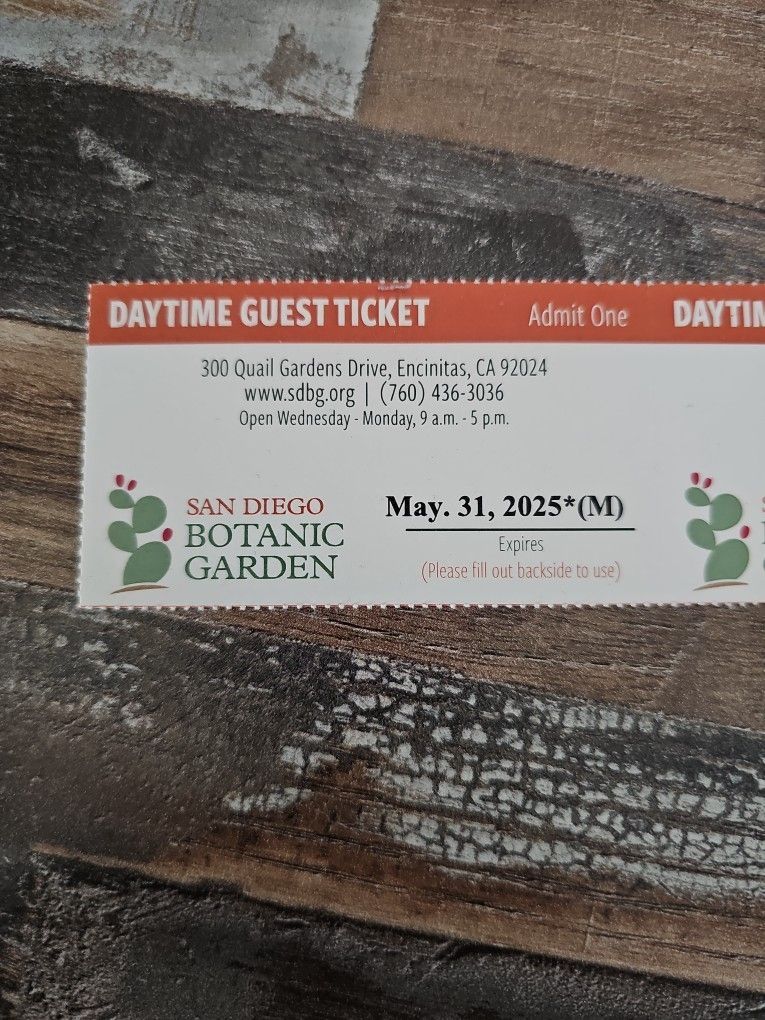 DAYTIME GUEST TICKET Admit One
300 Quail Gardens Drive, Encinitas, CA 92024
www.sdbg.org | (760) 436-3036
Open Wednesday - Monday, 9 a.m. - 5 p.m.
SAN DIEGO
BOTANIC
GARDEN
May. 31, 2025*(M)
Expires
(Please fill out backside to use)
DAYTIM